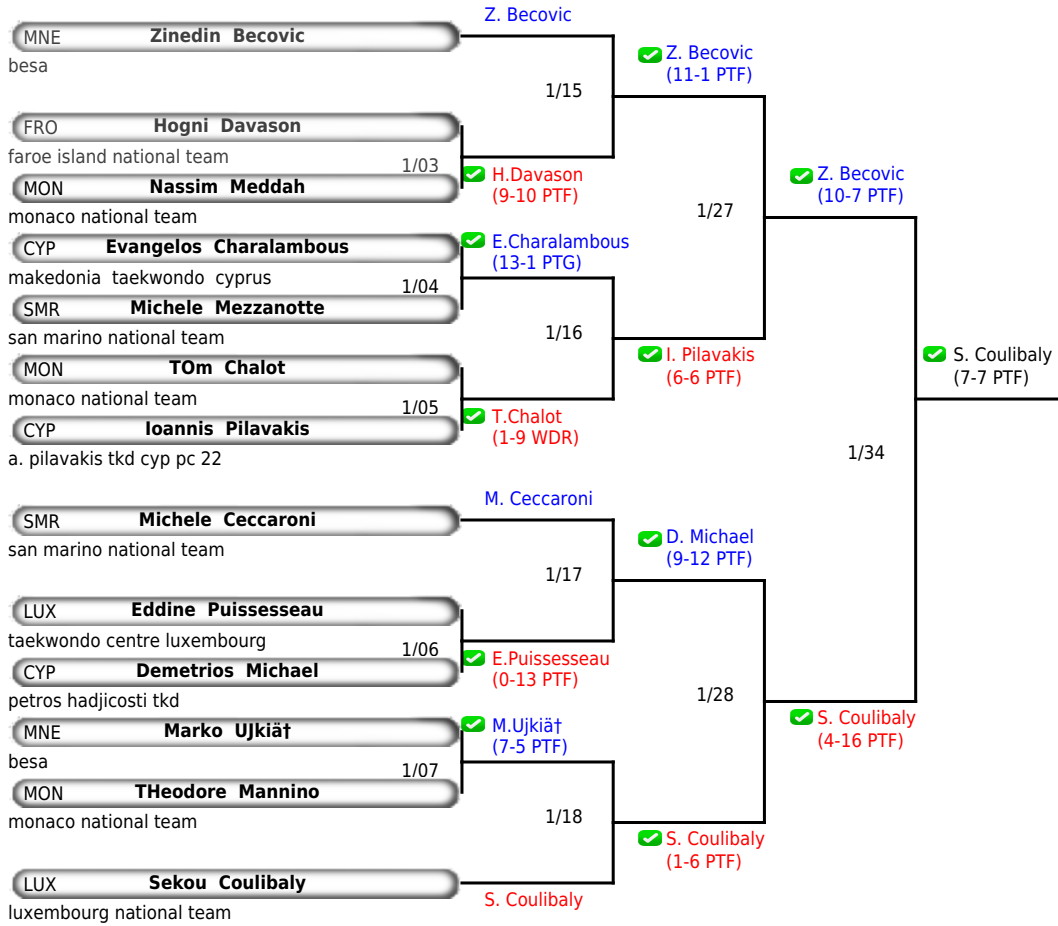 Z. Becovic
MNE Zinedin Becovic
besa
1/15
Z. Becovic
(11-1 PTF)
FRO Hogni Davason
faroe island national team
1/03
MON Nassim Meddah
monaco national team
H.Davason
(9-10 PTF)
1/27
Z. Becovic
(10-7 PTF)
CYP Evangelos Charalambous
makedonia taekwondo cyprus
E.Charalambous
(13-1 PTG)
1/04
SMR Michele Mezzanotte
san marino national team
1/16
MON TOm Chalot
monaco national team
I. Pilavakis
(6-6 PTF)
S. Coulibaly
(7-7 PTF)
1/05
CYP Ioannis Pilavakis
a. pilavakis tkd cyp pc 22
T.Chalot
(1-9 WDR)
1/34
M. Ceccaroni
SMR Michele Ceccaroni
san marino national team
D. Michael
(9-12 PTF)
1/17
LUX Eddine Puissesseau
taekwondo centre luxembourg
1/06
CYP Demetrios Michael
petros hadjicosti tkd
E.Puissesseau
(0-13 PTF)
1/28
MNE Marko UJkiä†
besa
M.Ujkiä†
(7-5 PTF)
S. Coulibaly
(4-16 PTF)
1/07
MON THeodore Mannino
monaco national team
1/18
S. Coulibaly
(1-6 PTF)
LUX Sekou Coulibaly
luxembourg national team
S. Coulibaly